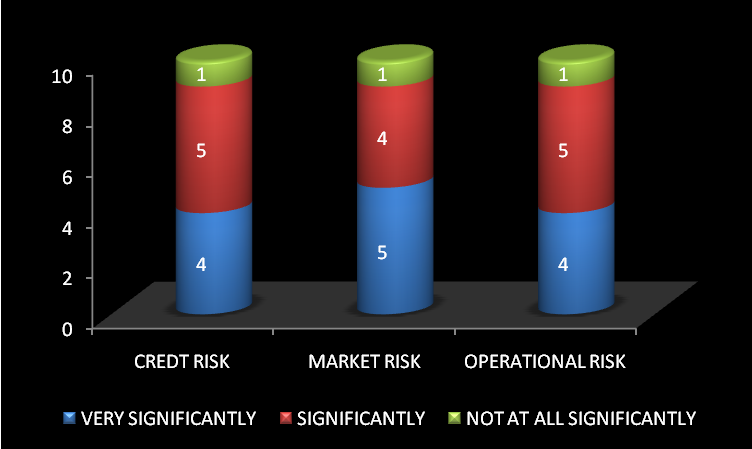 10
8
6
4
2
0
1
5
4
1
4
5
1
5
4
CREDT RISK
MARKET RISK
OPERATIONAL RISK
VERY SIGNIFICANTLY
SIGNIFICANTLY
NOT AT ALL SIGNIFICANTLY